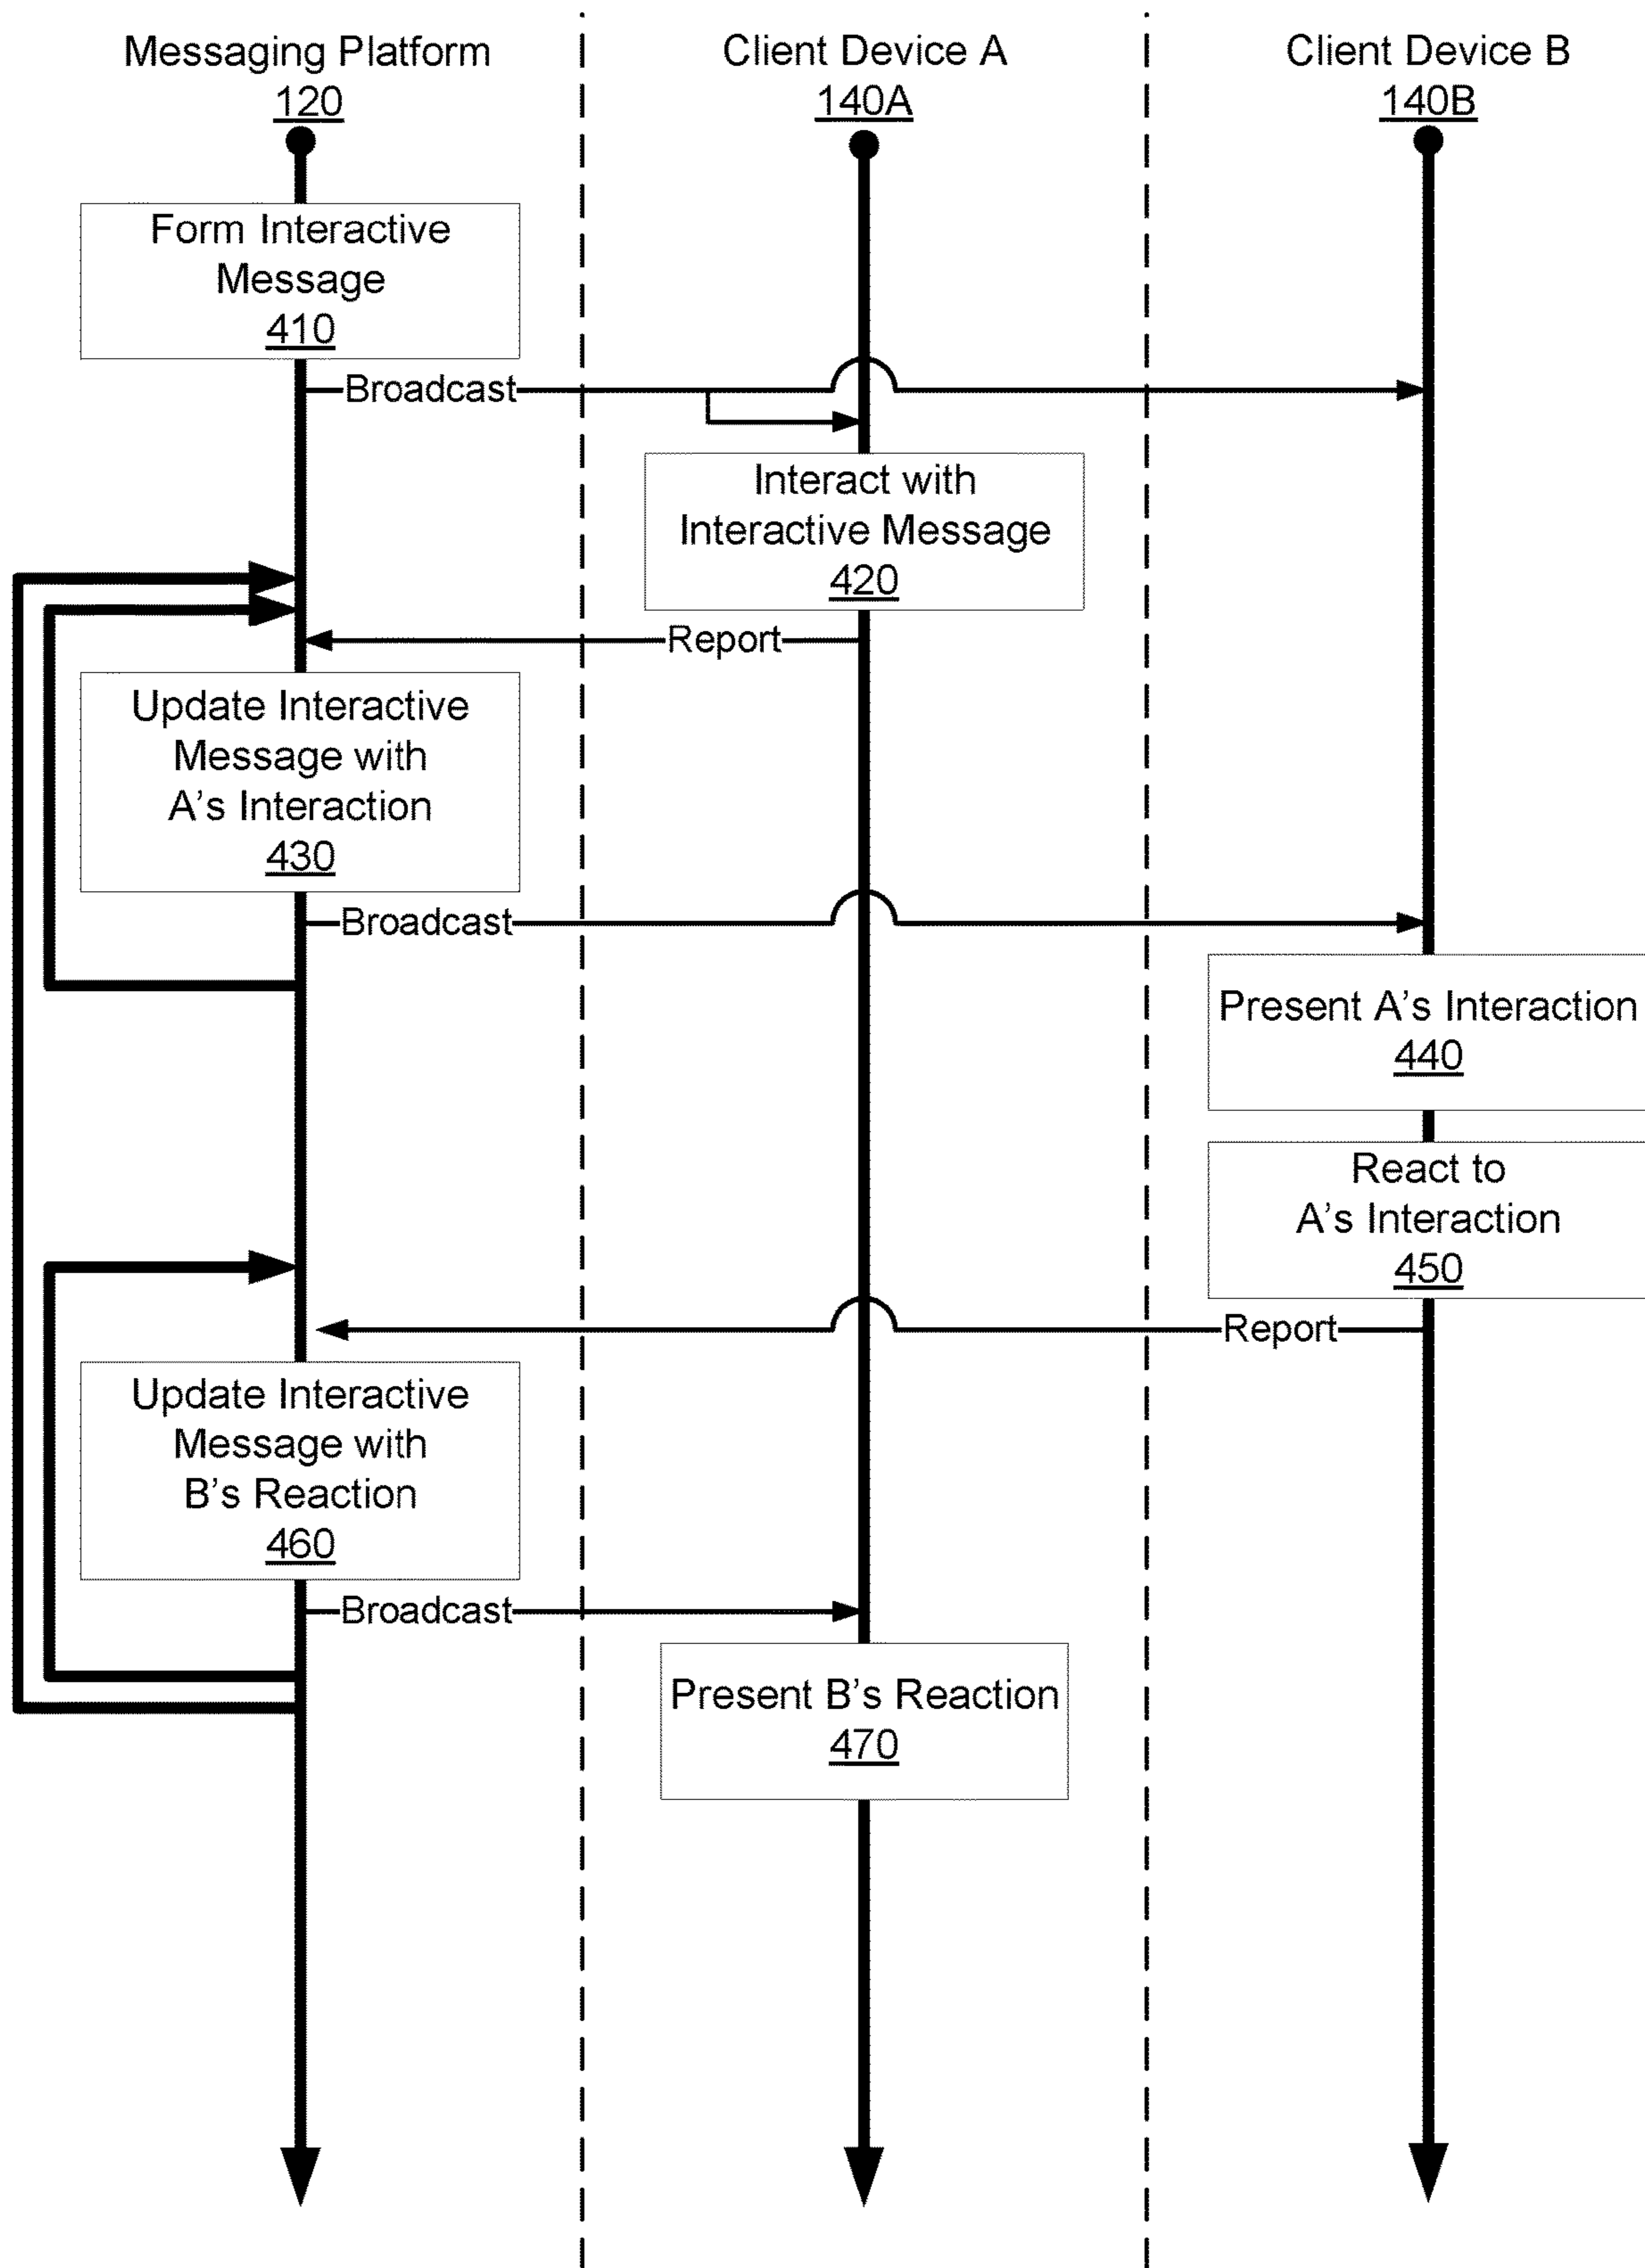 Messaging Platform
120
Client Device A
140A
Client Device B
140B
Form Interactive
Message
410
Broadcast
Interact with
Interactive Message
420
Report
Update Interactive
Message with
A's Interaction
430
Broadcast
Present A's Interaction
440
React to
A's Interaction
450
Report
Update Interactive
Message with
B's Reaction
460
Broadcast
Present B's Reaction
470